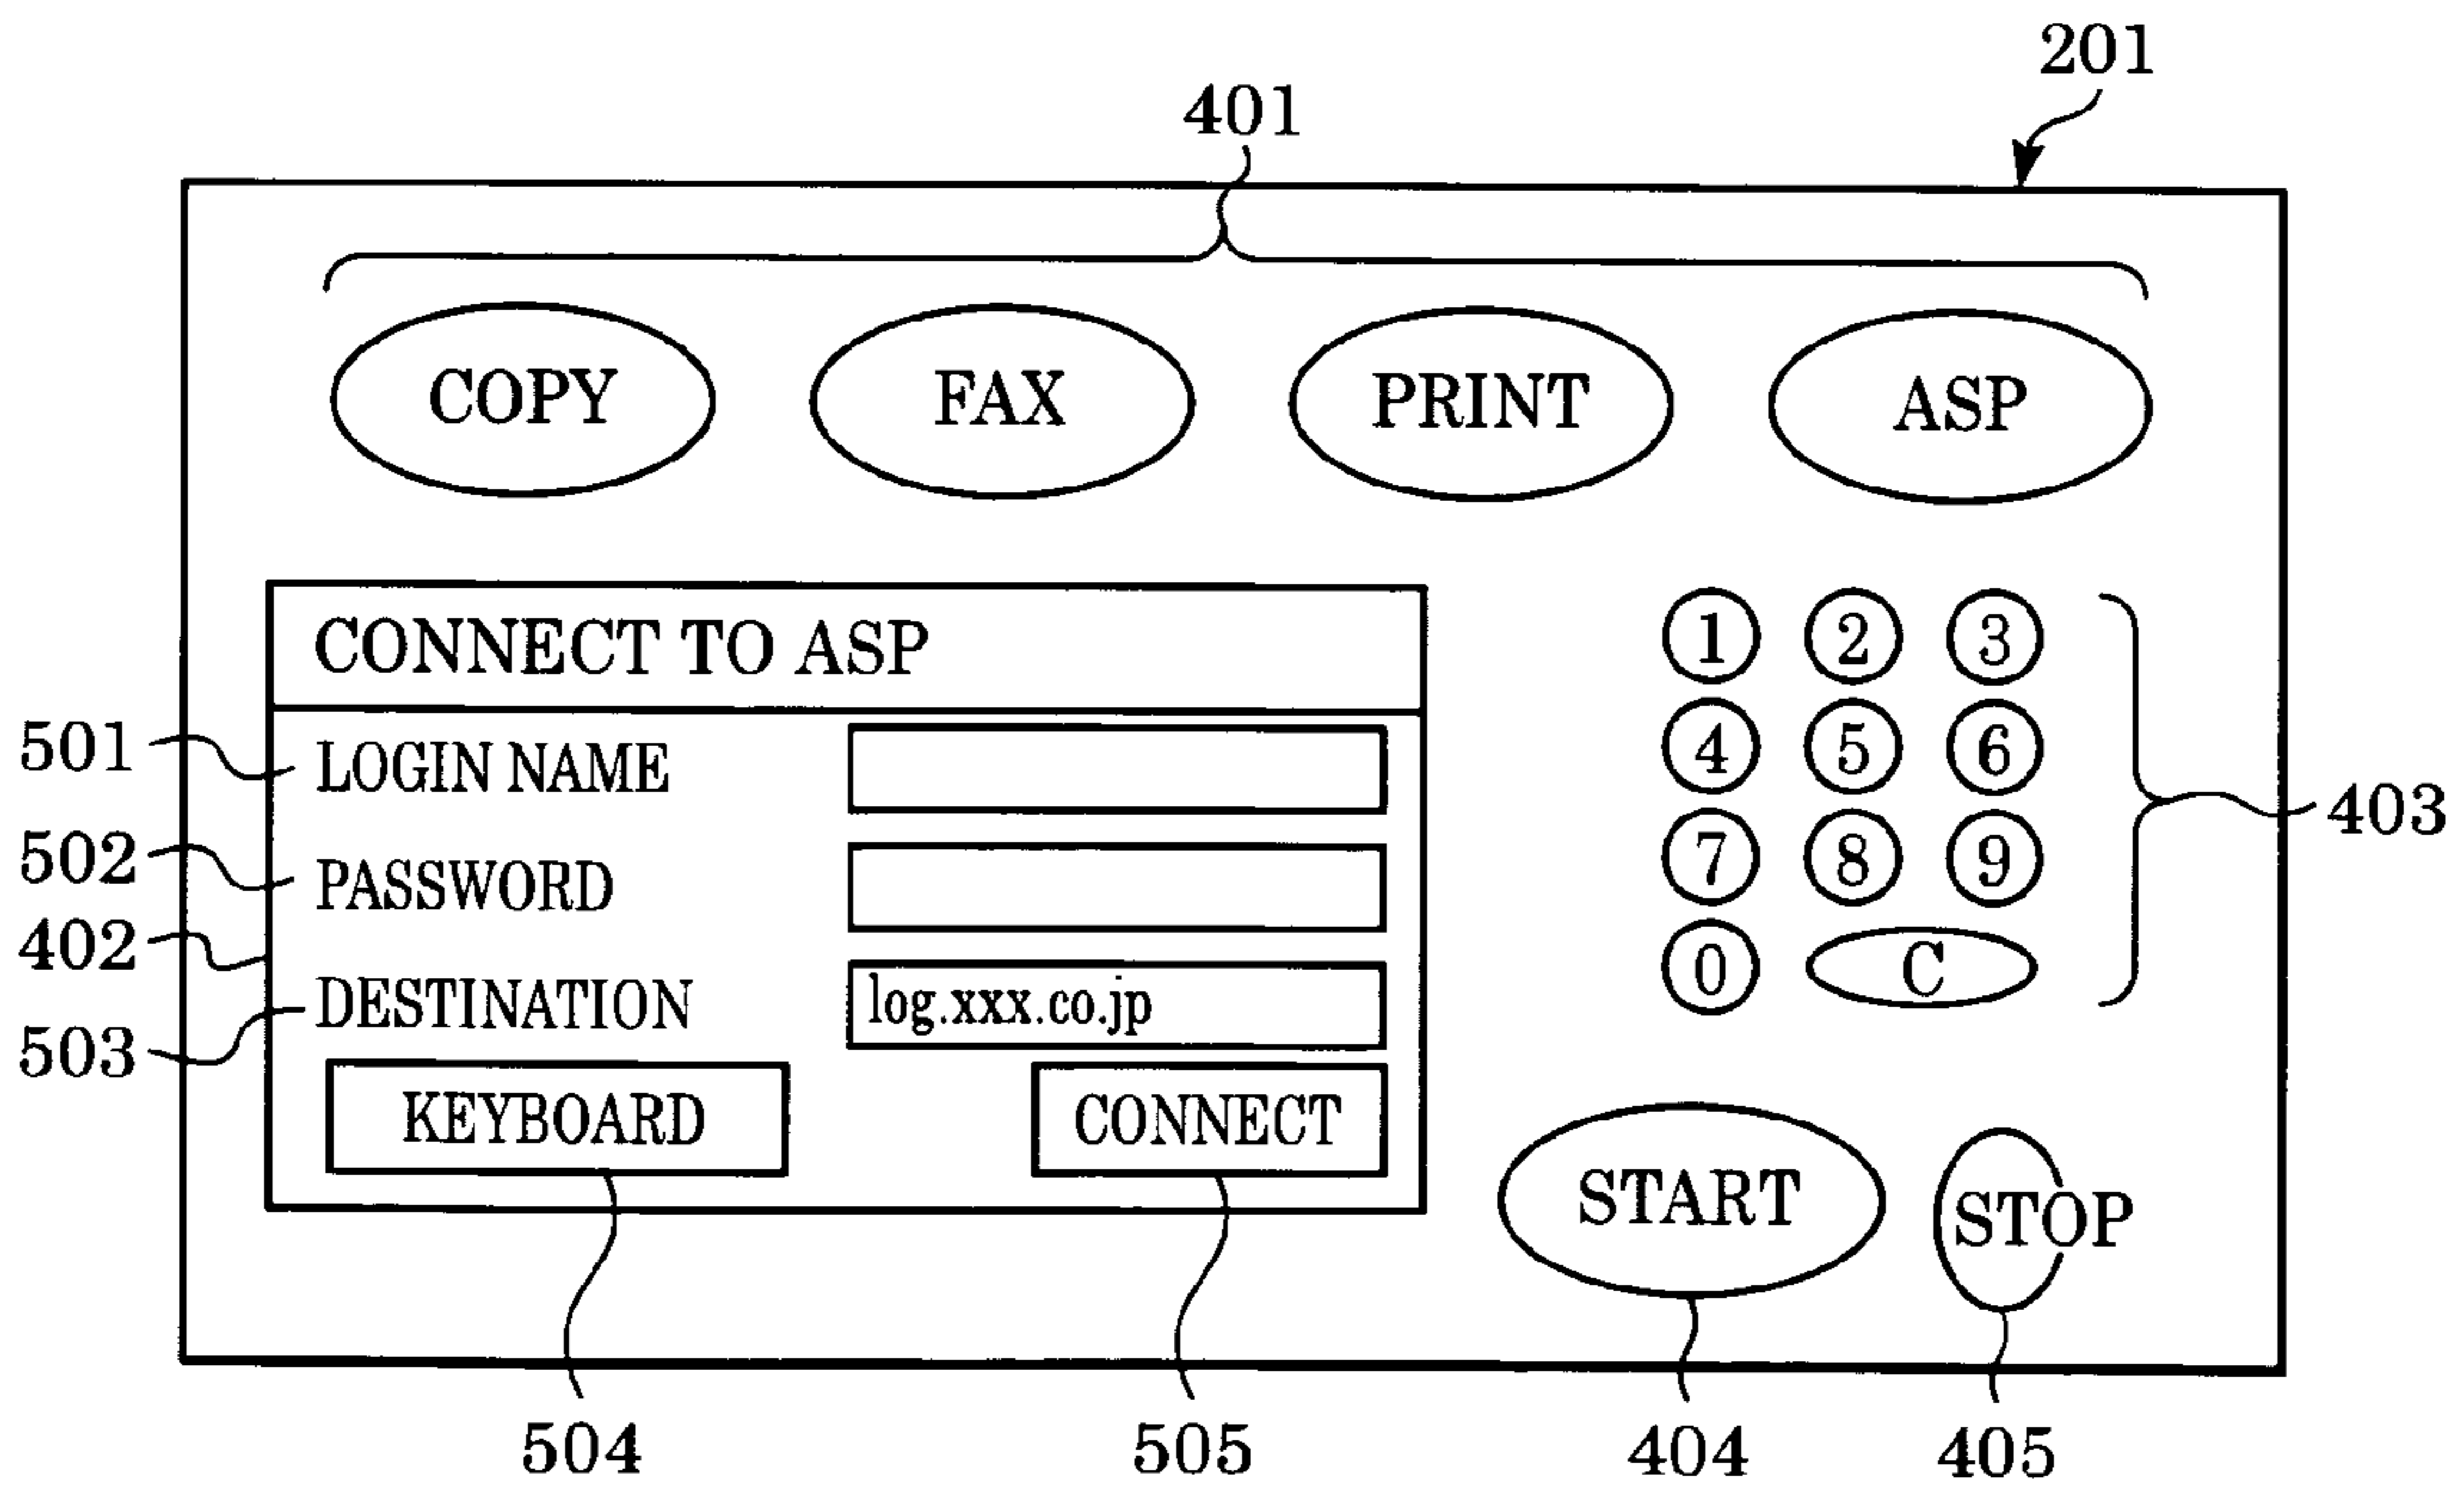 201
401
COPY FAX PRINT ASP
CONNECT TO ASP
501 LOGIN NAME
502 PASSWORD
402
503 DESTINATION log.xxx.co.jp
KEYBOARD CONNECT
1 2 3
4 5 6
7 8 9
0 C
403
START STOP
504 505 404 405